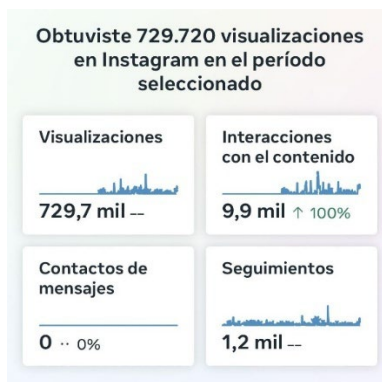 Obtuviste 729.720 visualizaciones
en Instagram en el período
seleccionado
Visualizaciones
729,7 mil --
Interacciones
con el contenido
9,9 mil ↑ 100%
Contactos de
mensajes
0 ·· 0%
Seguimientos
1,2 mil --